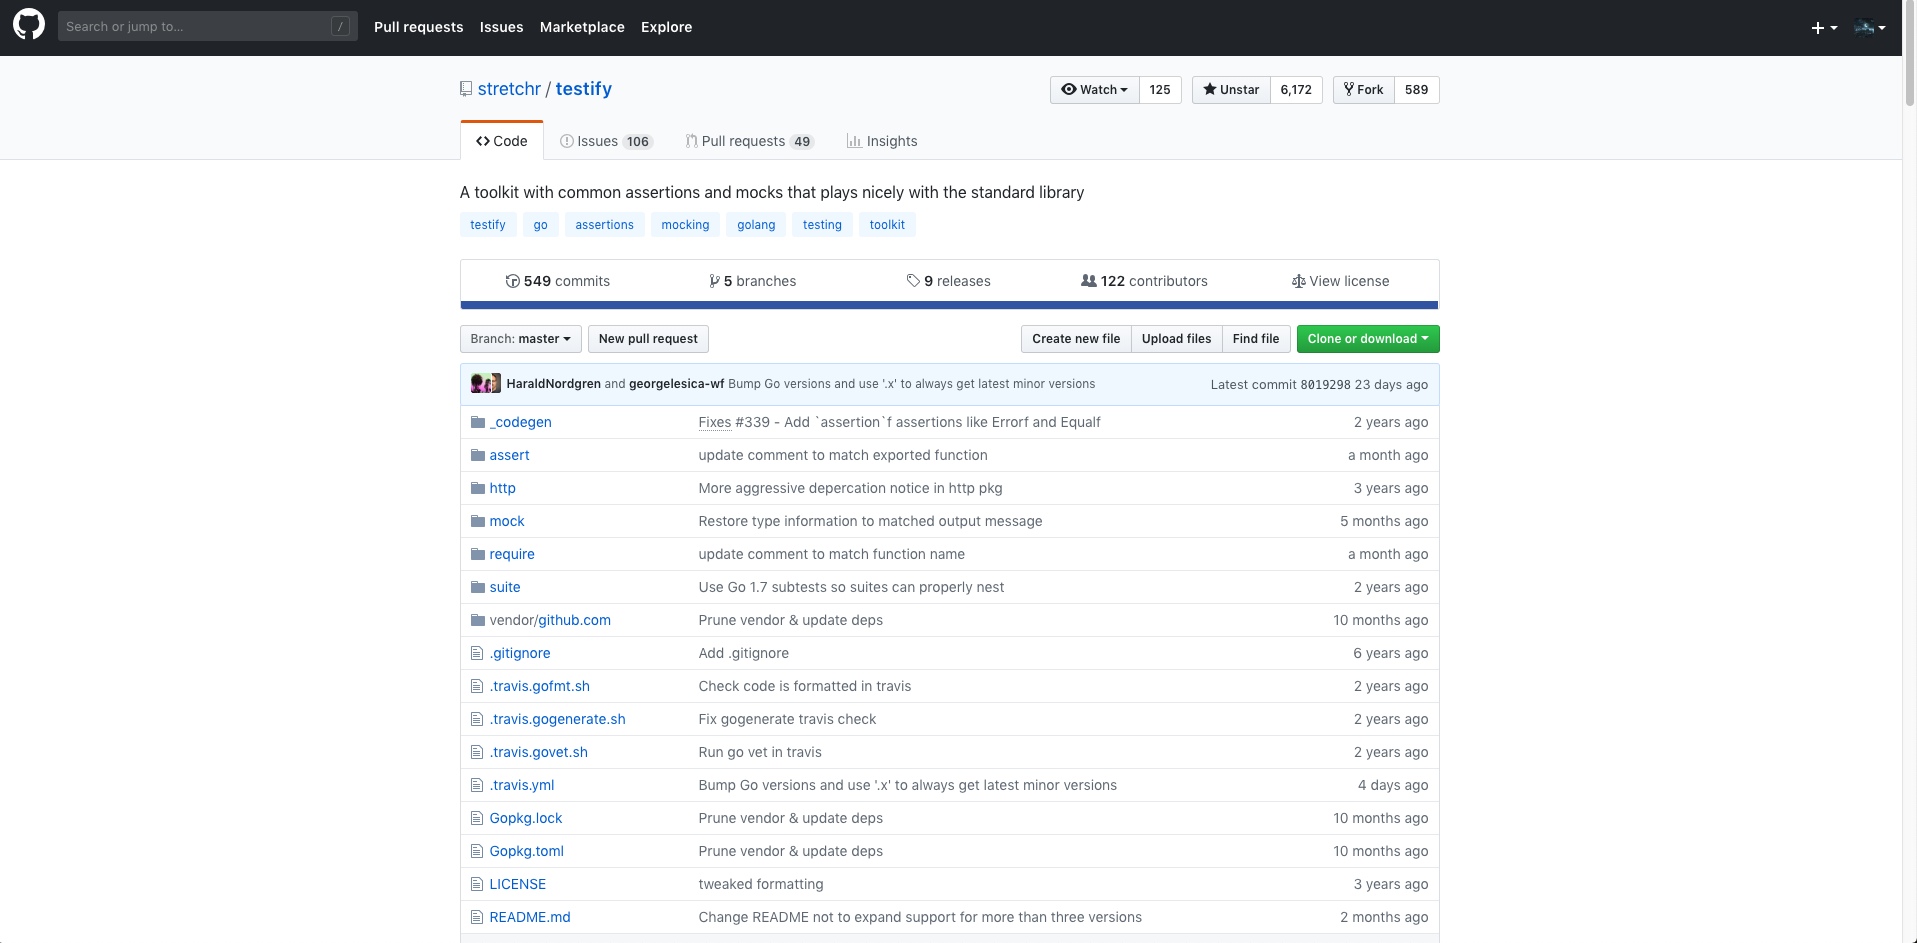 Search or jump to... /
Pull requests Issues Marketplace Explore
stretchr / testify
Watch 125 Unstar 6,172 Fork 589
Code Issues 106 Pull requests 49 Insights
A toolkit with common assertions and mocks that plays nicely with the standard library
testify go assertions mocking golang testing toolkit
549 commits 5 branches 9 releases 122 contributors View license
Branch: master New pull request Create new file Upload files Find file Clone or download
HaraldNordgren and georgelesica-wf Bump Go versions and use '.x' to always get latest minor versions Latest commit 8019298 23 days ago
_codegen Fixes #339 - Add `assertion`f assertions like Errorf and Equalf 2 years ago
assert update comment to match exported function a month ago
http More aggressive depercation notice in http pkg 3 years ago
mock Restore type information to matched output message 5 months ago
require update comment to match function name a month ago
suite Use Go 1.7 subtests so suites can properly nest 2 years ago
vendor/github.com Prune vendor & update deps 10 months ago
.gitignore Add .gitignore 6 years ago
.travis.gofmt.sh Check code is formatted in travis 2 years ago
.travis.gogenerate.sh Fix gogenerate travis check 2 years ago
.travis.govet.sh Run go vet in travis 2 years ago
.travis.yml Bump Go versions and use '.x' to always get latest minor versions 4 days ago
Gopkg.lock Prune vendor & update deps 10 months ago
Gopkg.toml Prune vendor & update deps 10 months ago
LICENSE tweaked formatting 3 years ago
README.md Change README not to expand support for more than three versions 2 months ago